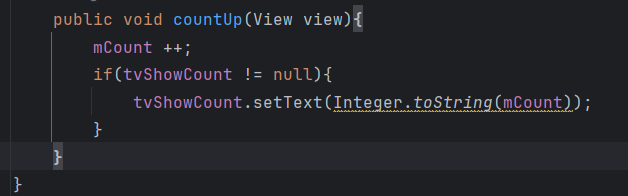 public void countUp(View view){
mCount ++;
if(tvShowCount != null){
tvShowCount.setText(Integer.toString(mCount));
}
}
}